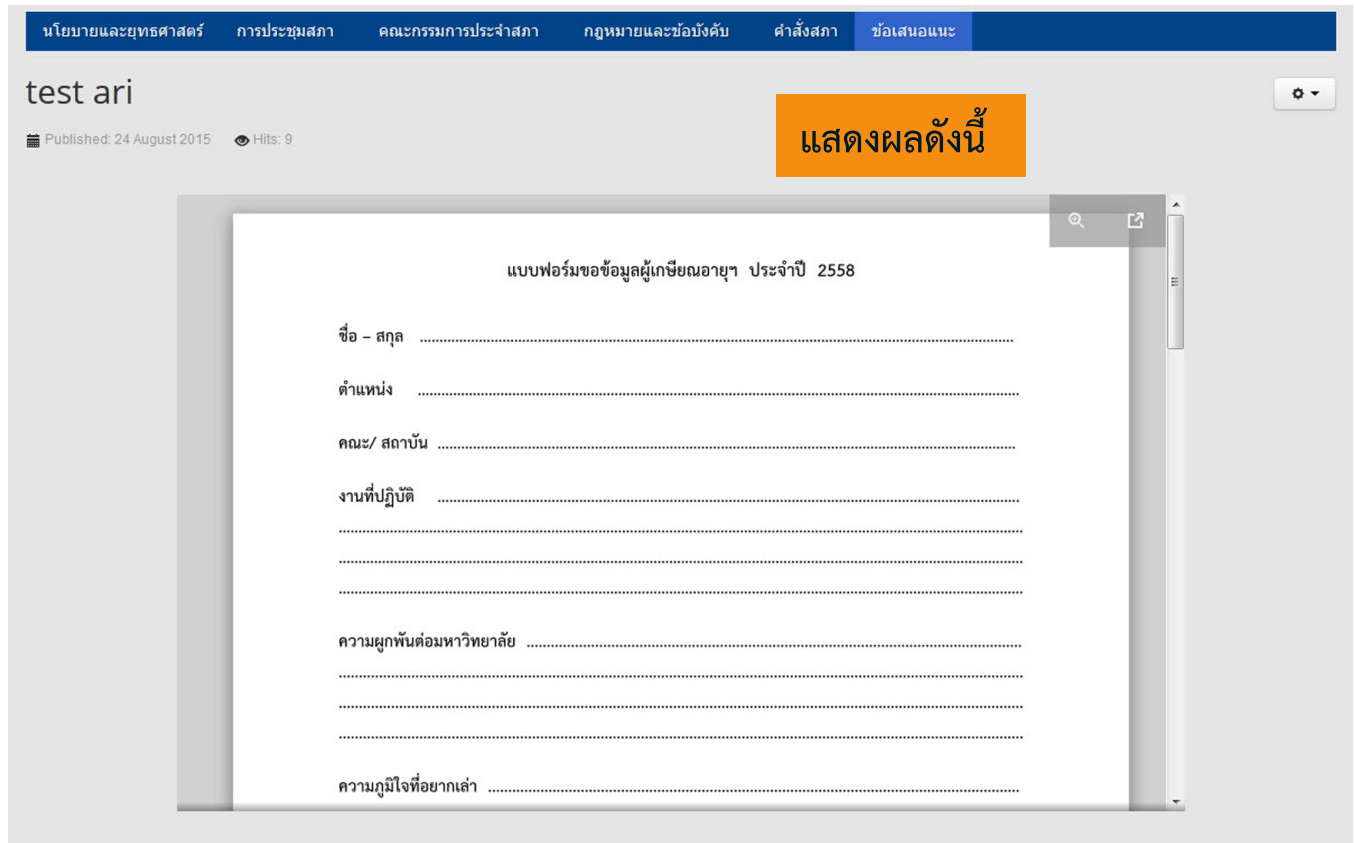 นโยบายและยุทธศาสตร์ การประชุมสภา คณะกรรมการประจำสภา กฎหมายและข้อบังคับ คำสั่งสภา ข้อเสนอแนะ
test ari
Published: 24 August 2015 Hits: 9
แสดงผลดังนี้
แบบฟอร์มขอข้อมูลผู้เกษียณอายุฯ ประจำปี 2558
ชื่อ – สกุล ....................................................................................................
ตำแหน่ง ....................................................................................................
คณะ/ สถาบัน ....................................................................................................
งานที่ปฏิบัติ ....................................................................................................
....................................................................................................
....................................................................................................
....................................................................................................
ความผูกพันต่อมหาวิทยาลัย ....................................................................................................
....................................................................................................
....................................................................................................
....................................................................................................
ความภูมิใจที่อยากเล่า ....................................................................................................